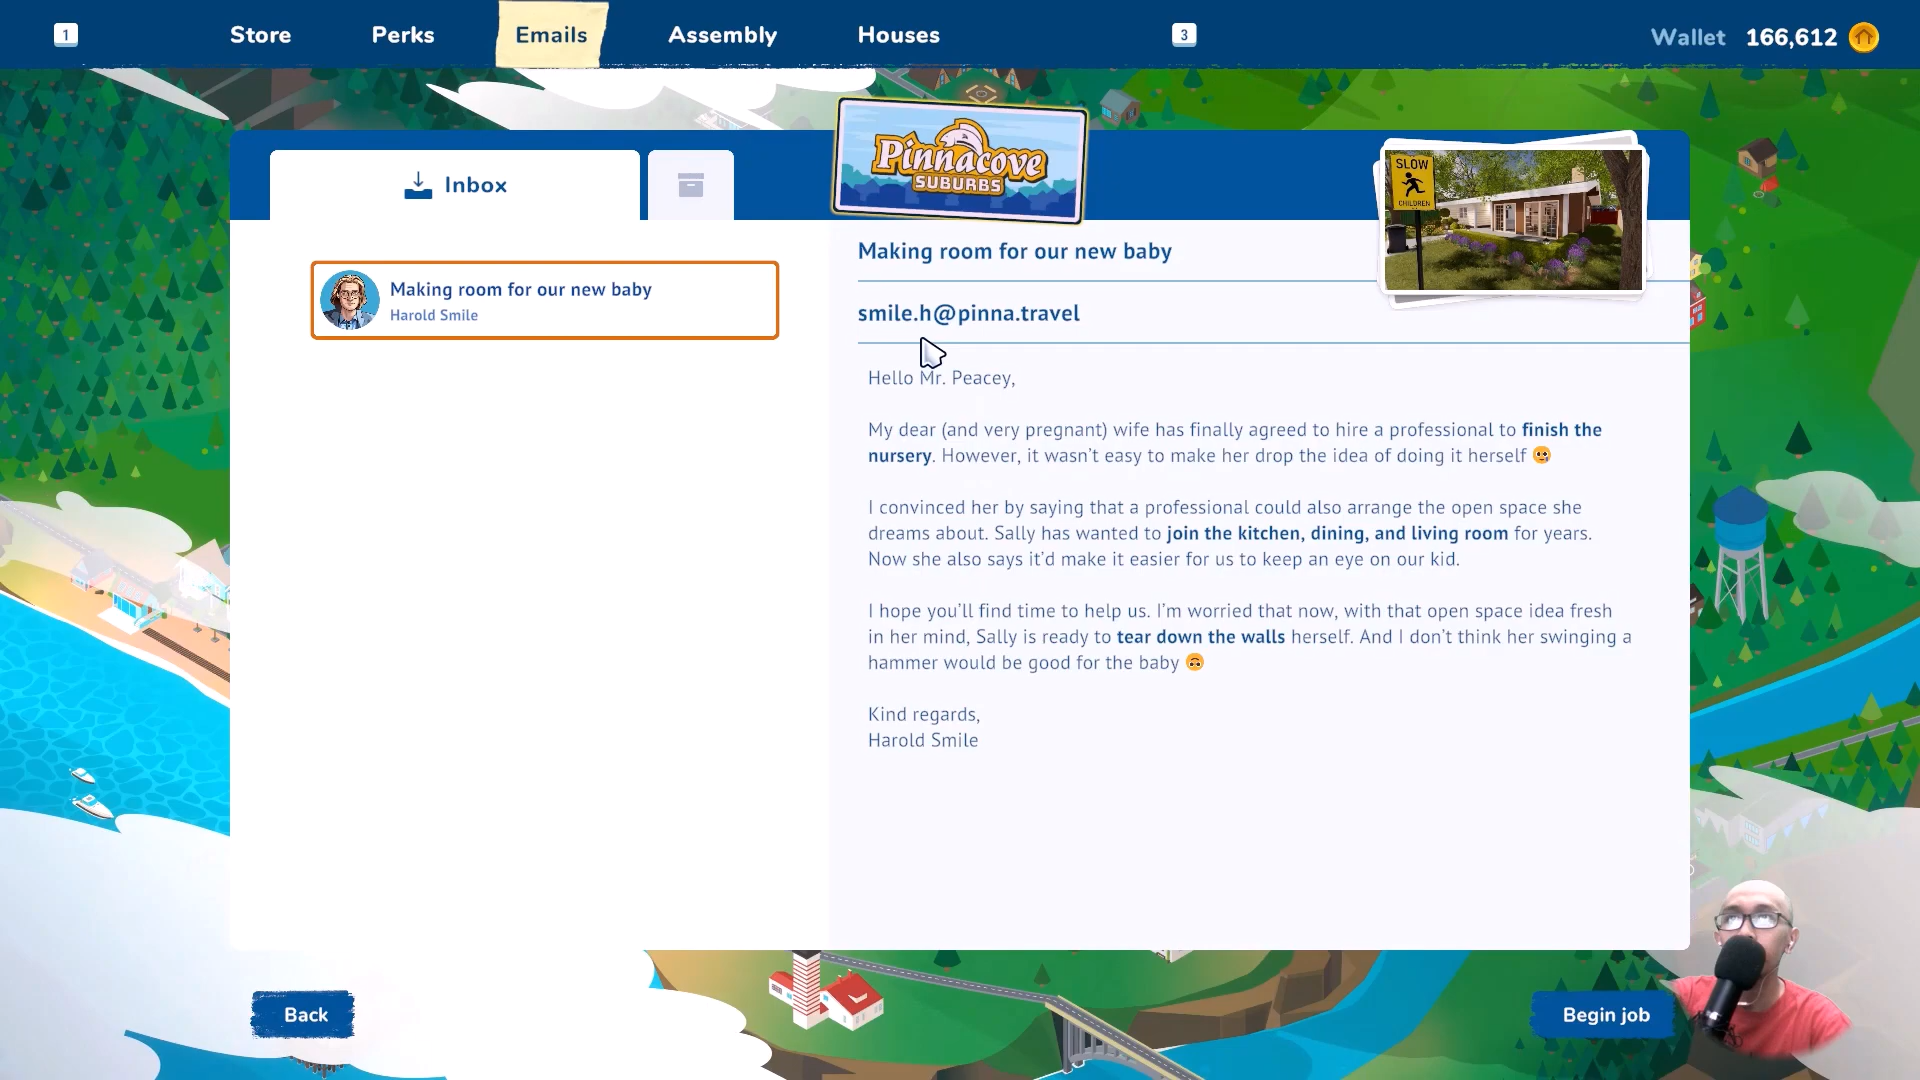 1
Store
Perks
Emails
Assembly
Houses
3
Wallet 166,612
Pinnacove
SUBURBS
SLOW
CHILDREN
Inbox
Making room for our new baby
Harold Smile
Making room for our new baby
smile.h@pinna.travel
Hello Mr. Peacey,
My dear (and very pregnant) wife has finally agreed to hire a professional to finish the
nursery. However, it wasn't easy to make her drop the idea of doing it herself
I convinced her by saying that a professional could also arrange the open space she
dreams about. Sally has wanted to join the kitchen, dining, and living room for years.
Now she also says it'd make it easier for us to keep an eye on our kid.
I hope you'll find time to help us. I'm worried that now, with that open space idea fresh
in her mind, Sally is ready to tear down the walls herself. And I don't think her swinging a
hammer would be good for the baby
Kind regards,
Harold Smile
Back
Begin job